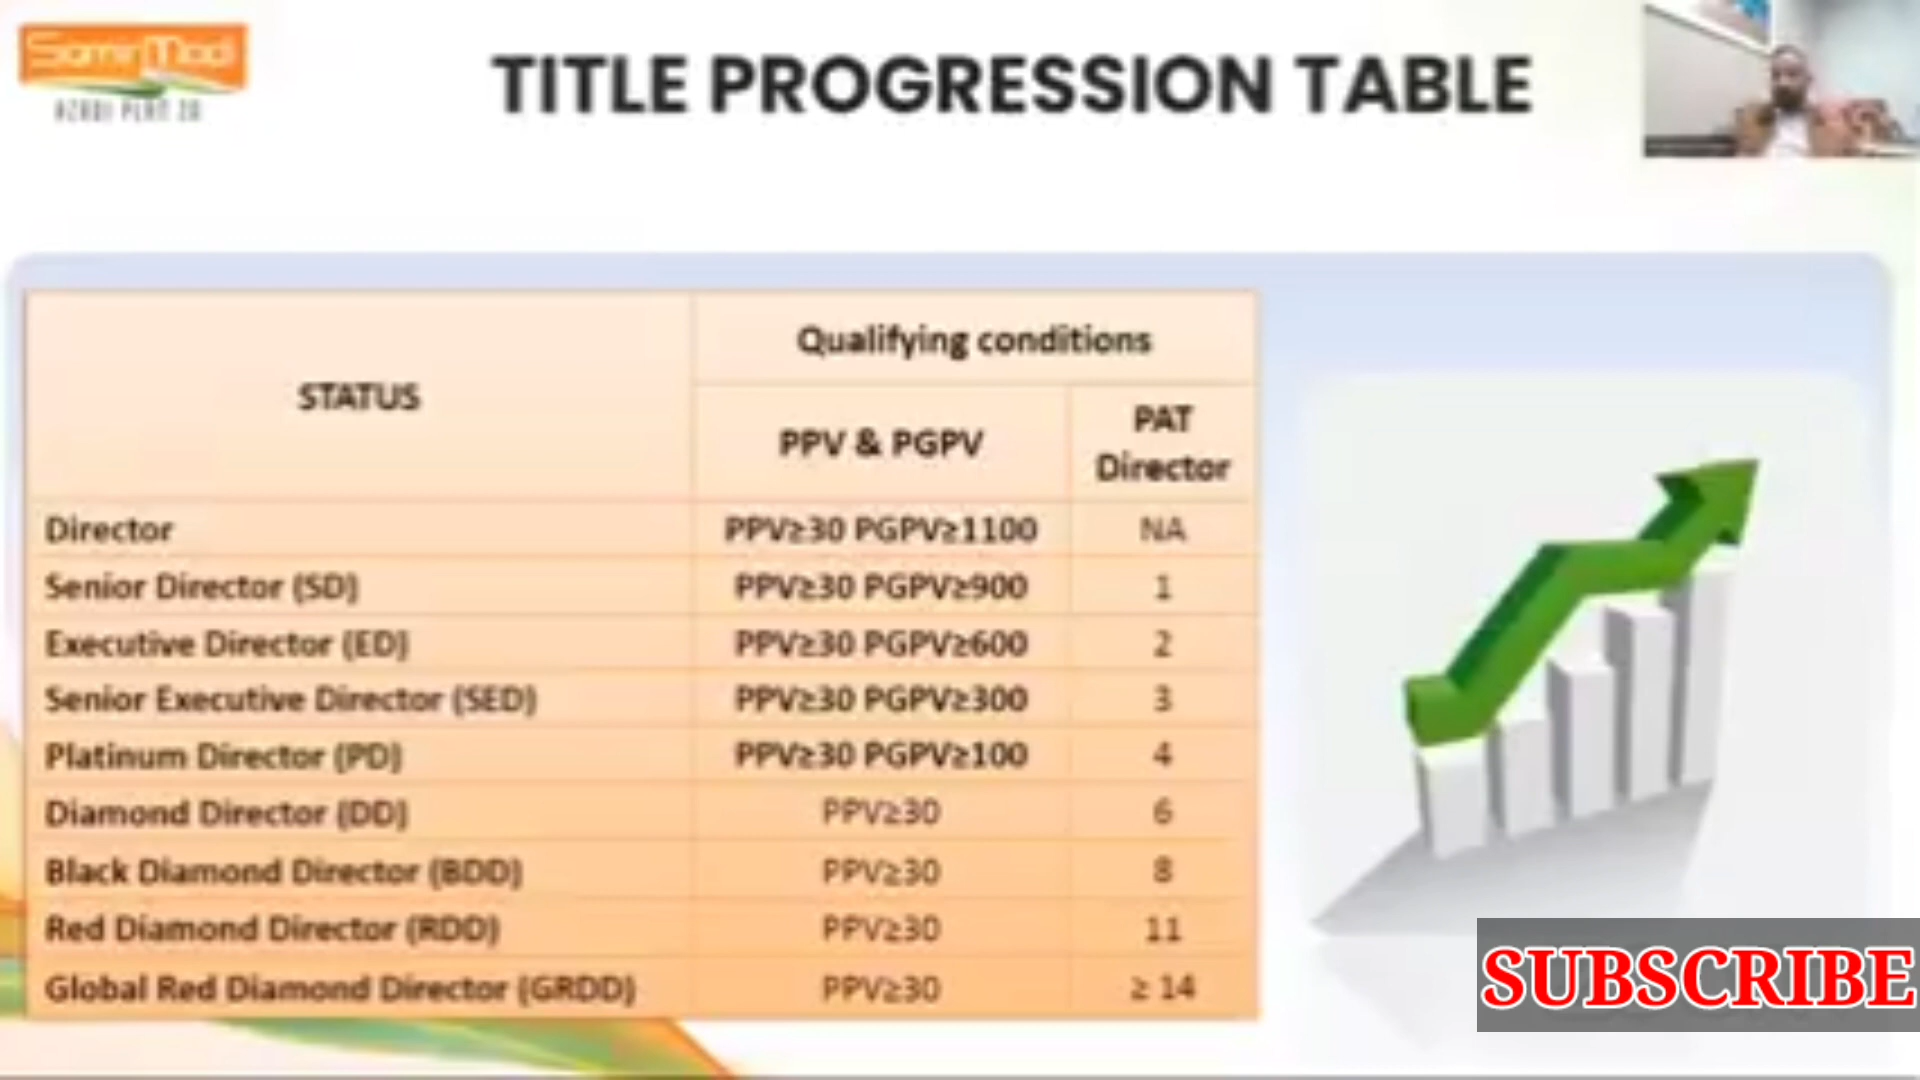 Samir Modi
TITLE PROGRESSION TABLE
STATUS
Qualifying conditions
PPV & PGPV
PAT
Director
Director PPV≥30 PGPV≥1100 NA
Senior Director (SD) PPV≥30 PGPV≥900 1
Executive Director (ED) PPV≥30 PGPV≥600 2
Senior Executive Director (SED) PPV≥30 PGPV≥300 3
Platinum Director (PD) PPV≥30 PGPV≥100 4
Diamond Director (DD) PPV≥30 6
Black Diamond Director (BDD) PPV≥30 8
Red Diamond Director (RDD) PPV≥30 11
Global Red Diamond Director (GRDD) PPV≥30 ≥ 14
SUBSCRIBE